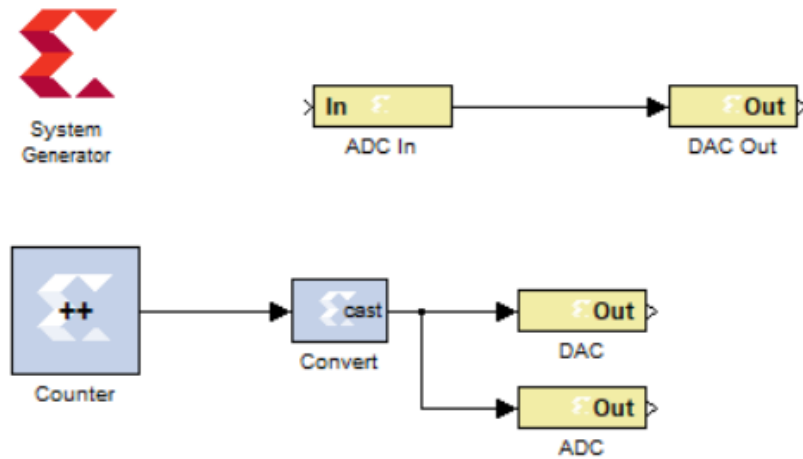 System
Generator
In
ADC In
Out
DAC Out
++
Counter
cast
Convert
Out
DAC
Out
ADC